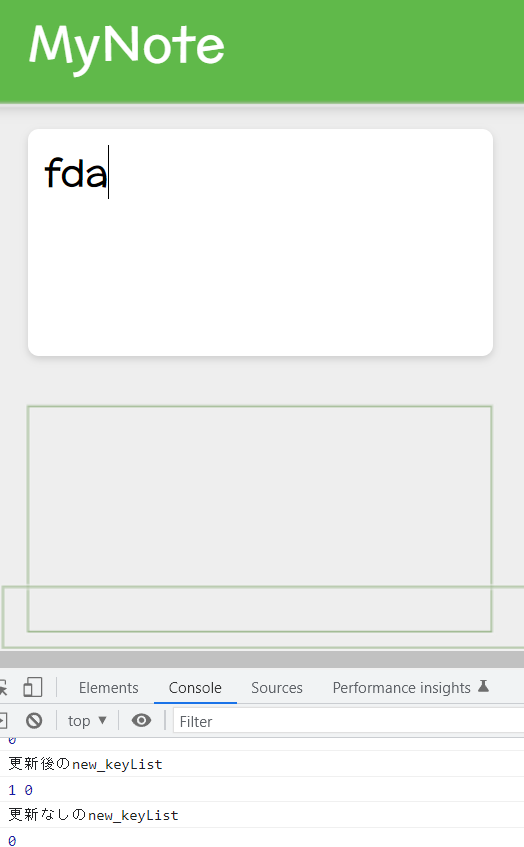 MyNote
fda
Elements Console Sources Performance insights
top ▼ Filter
0
更新後のnew_keyList
1 0
更新なしのnew_keyList
0